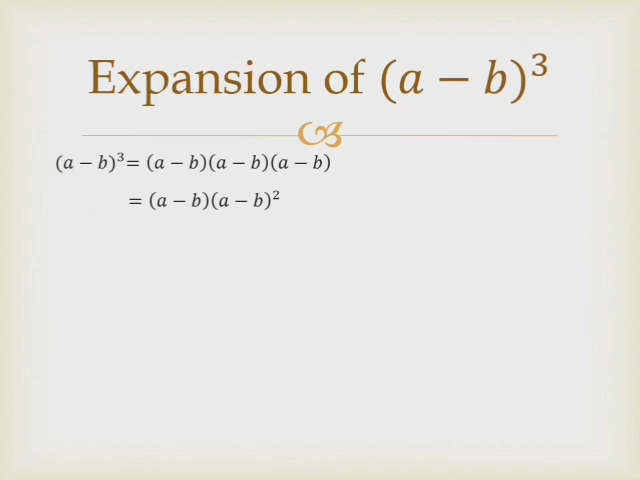 Expansion of (𝑎 − 𝑏)³
(𝑎 − 𝑏)³= (𝑎 − 𝑏)(𝑎 − 𝑏)(𝑎 − 𝑏)
= (𝑎 − 𝑏)(𝑎 − 𝑏)²